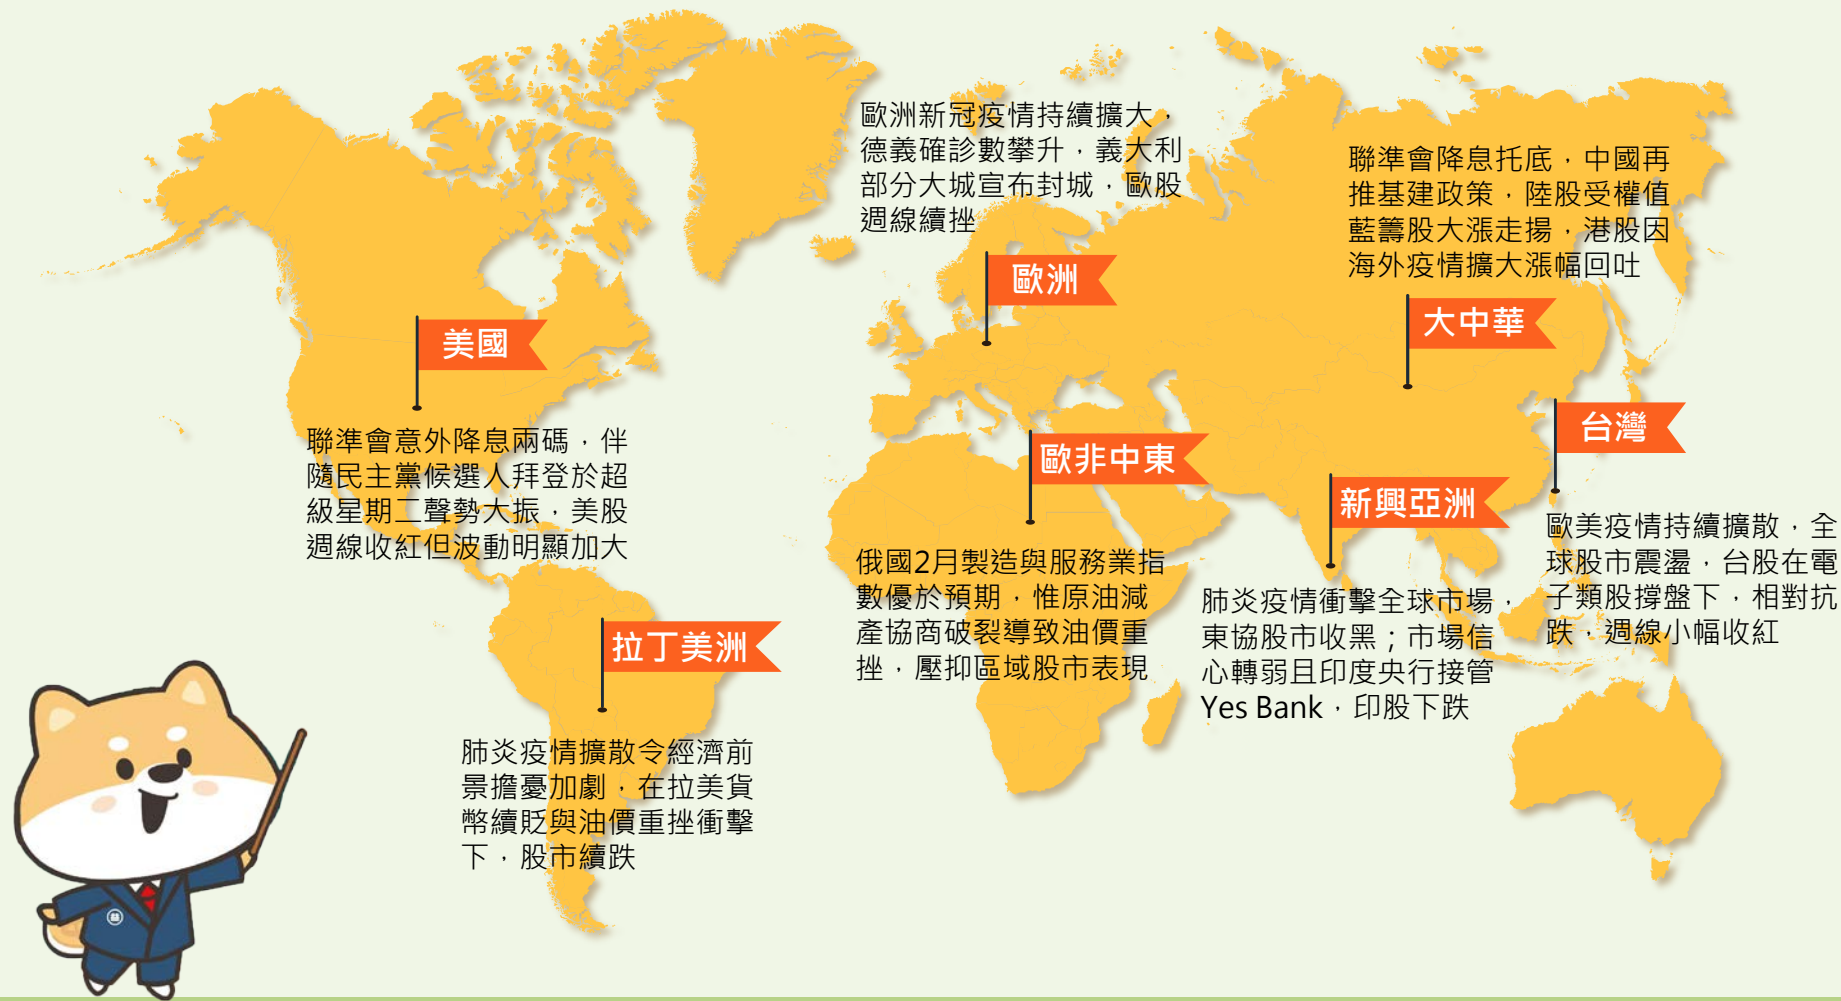 歐洲新冠疫情持續擴大，
德義確診數攀升，義大利
部分大城宣布封城，歐股
週線續挫
歐洲
聯準會降息托底，中國再
推基建政策，陸股受權值
藍籌股大漲走揚，港股因
海外疫情擴大漲幅回吐
大中華
美國
聯準會意外降息兩碼，伴
隨民主黨候選人拜登於超
級星期二聲勢大振，美股
週線收紅但波動明顯加大
歐非中東
俄國2月製造與服務業指
數優於預期，惟原油減
產協商破裂導致油價重
挫，壓抑區域股市表現
新興亞洲
肺炎疫情衝擊全球市場，
東協股市收黑；市場信
心轉弱且印度央行接管
Yes Bank，印股下跌
台灣
歐美疫情持續擴散，全
球股市震盪，台股在電
子類股撐盤下，相對抗
跌，週線小幅收紅
拉丁美洲
肺炎疫情擴散令經濟前
景擔憂加劇，在拉美貨
幣續貶與油價重挫衝擊
下，股市續跌